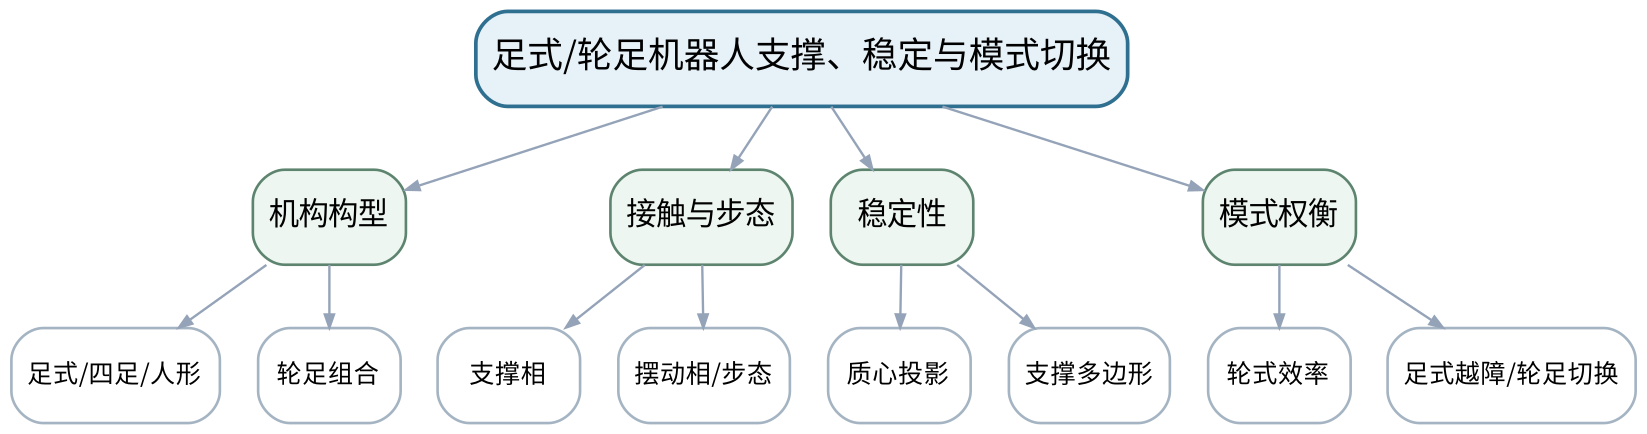 足式/轮足机器人支撑、稳定与模式切换
机构构型
接触与步态
稳定性
模式权衡
足式/四足/人形
轮足组合
支撑相
摆动相/步态
质心投影
支撑多边形
轮式效率
足式越障/轮足切换